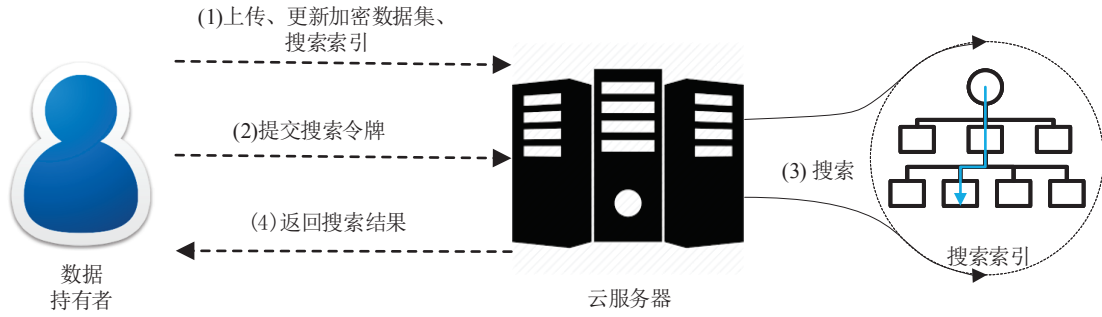 (1)上传、更新加密数据集、
搜索索引
(2)提交搜索令牌
(3) 搜索
(4)返回搜索结果
搜索索引
数据
持有者
云服务器